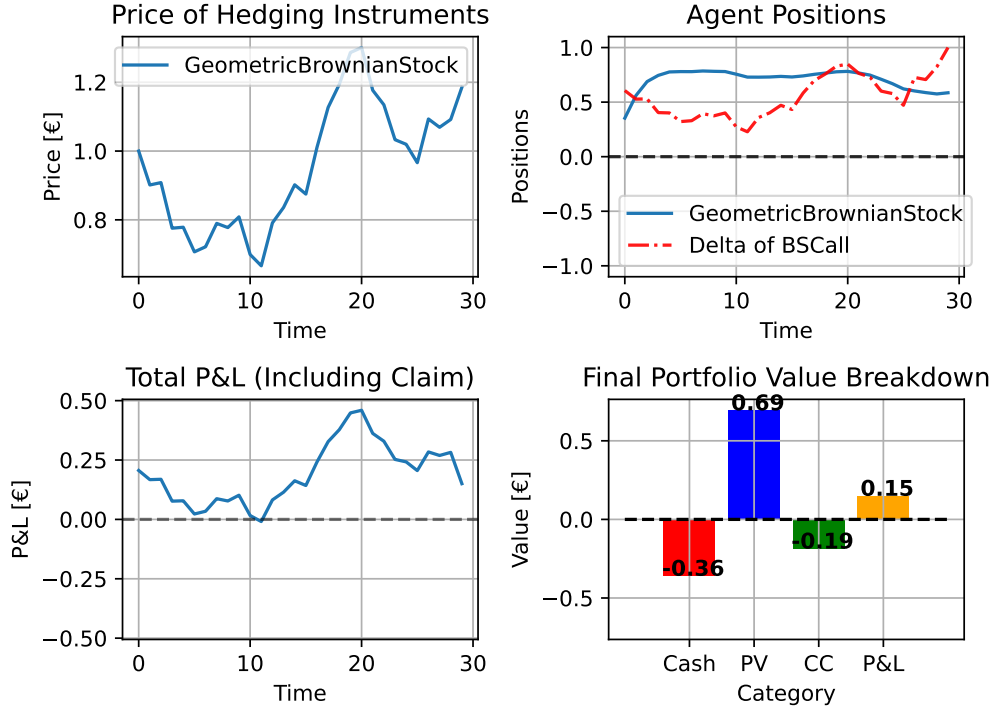 Price of Hedging Instruments
GeometricBrownianStock
1.2
1.0
0.8
Price [€]
0
10
20
30
Time
Agent Positions
1.0
0.5
0.0
−0.5
−1.0
Positions
GeometricBrownianStock
Delta of BSCall
0
10
20
30
Time
Total P&L (Including Claim)
0.50
0.25
0.00
−0.25
−0.50
P&L [€]
0
10
20
30
Time
Final Portfolio Value Breakdown
0.5
0.0
−0.5
Value [€]
-0.36
0.69
-0.19
0.15
Cash
PV
CC
P&L
Category